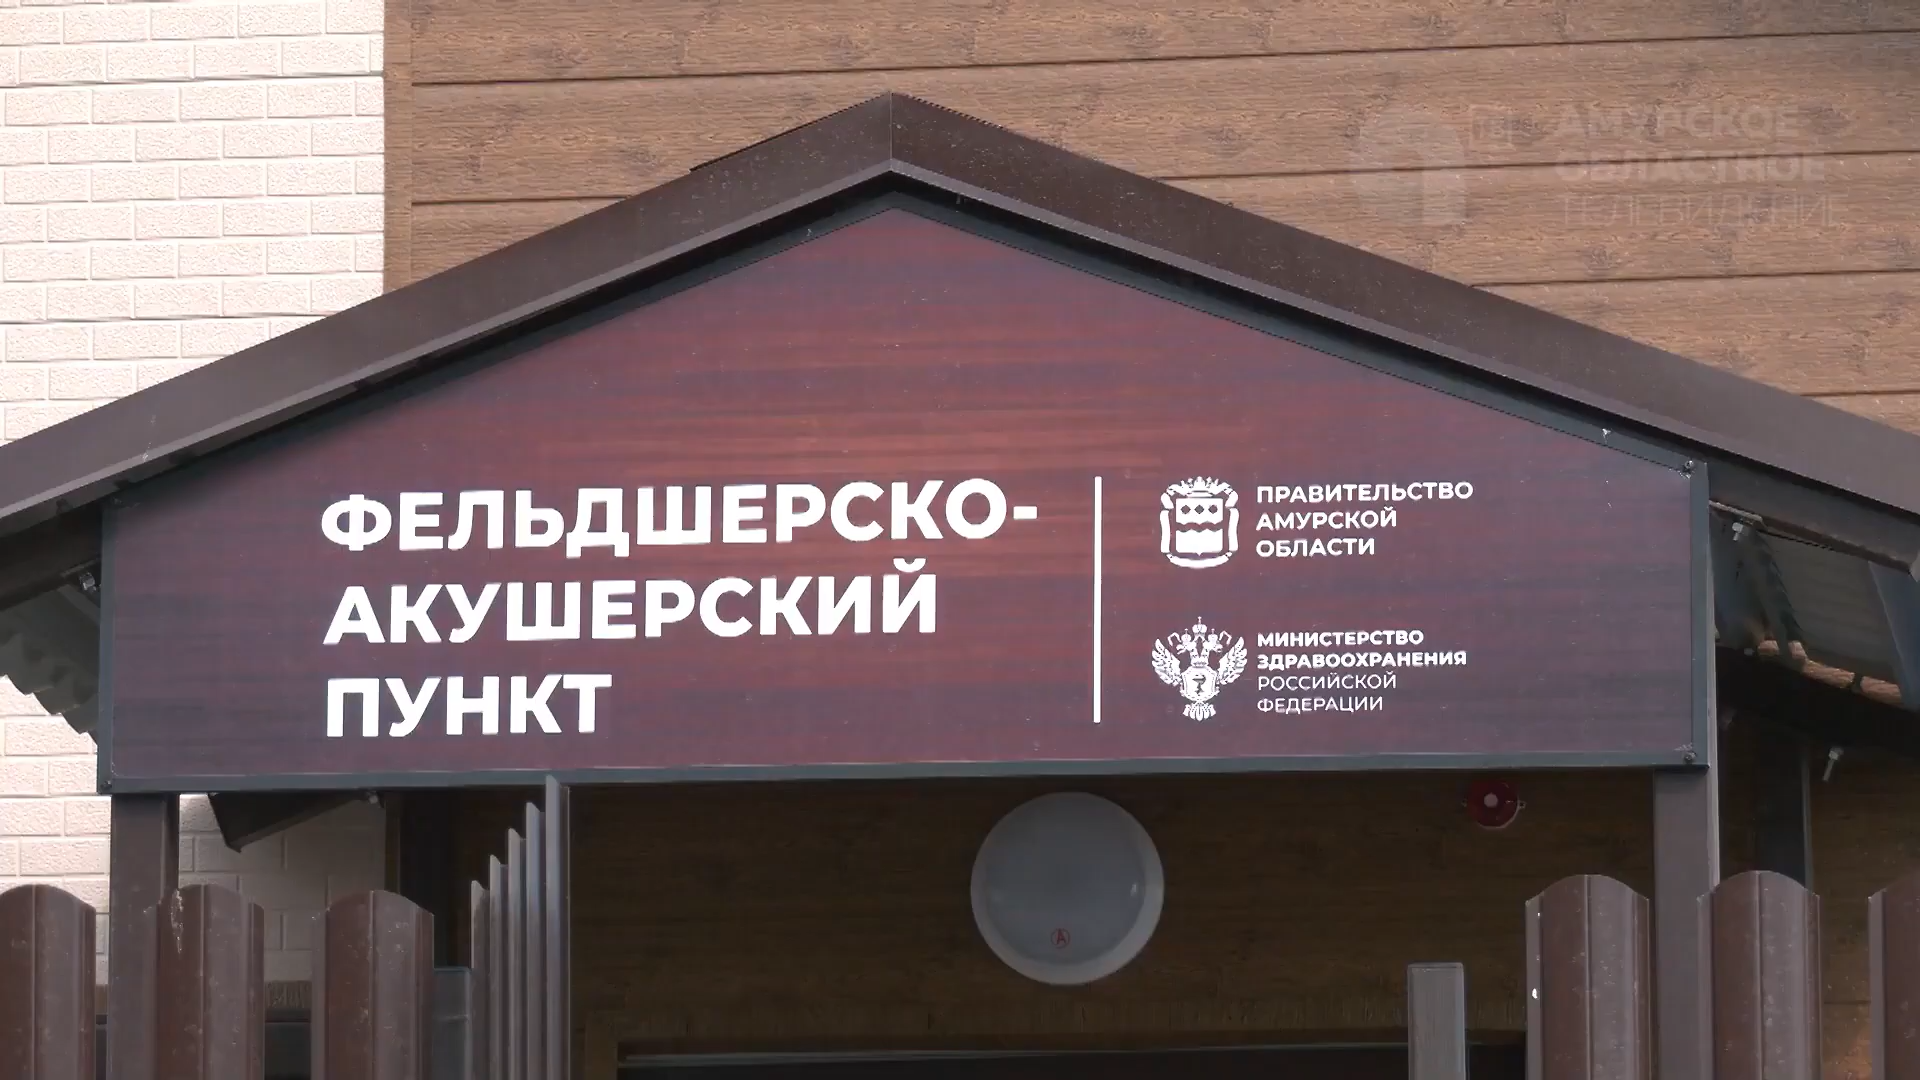 АМУРСКОЕ
ОБЛАСТНОЕ
ТЕЛЕВИДЕНИЕ
ФЕЛЬДШЕРСКО-
АКУШЕРСКИЙ
ПУНКТ
ПРАВИТЕЛЬСТВО
АМУРСКОЙ
ОБЛАСТИ
МИНИСТЕРСТВО
ЗДРАВООХРАНЕНИЯ
РОССИЙСКОЙ
ФЕДЕРАЦИИ
А